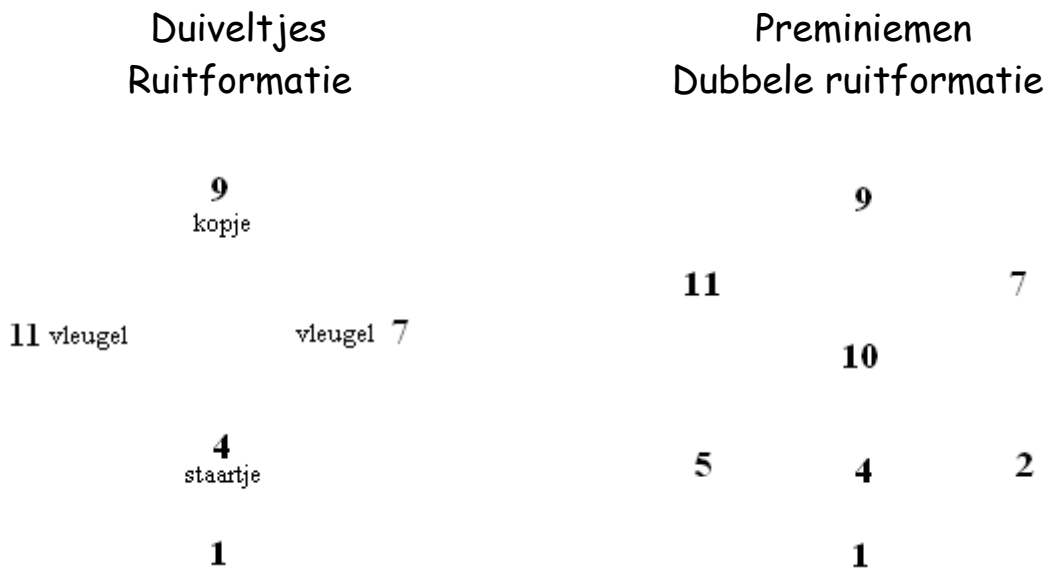 Duiveltjes
Ruitformatie
9
kopje
11 vleugel
vleugel 7
4
staartje
1
Preminiemen
Dubbele ruitformatie
9
11
7
10
5
4
2
1